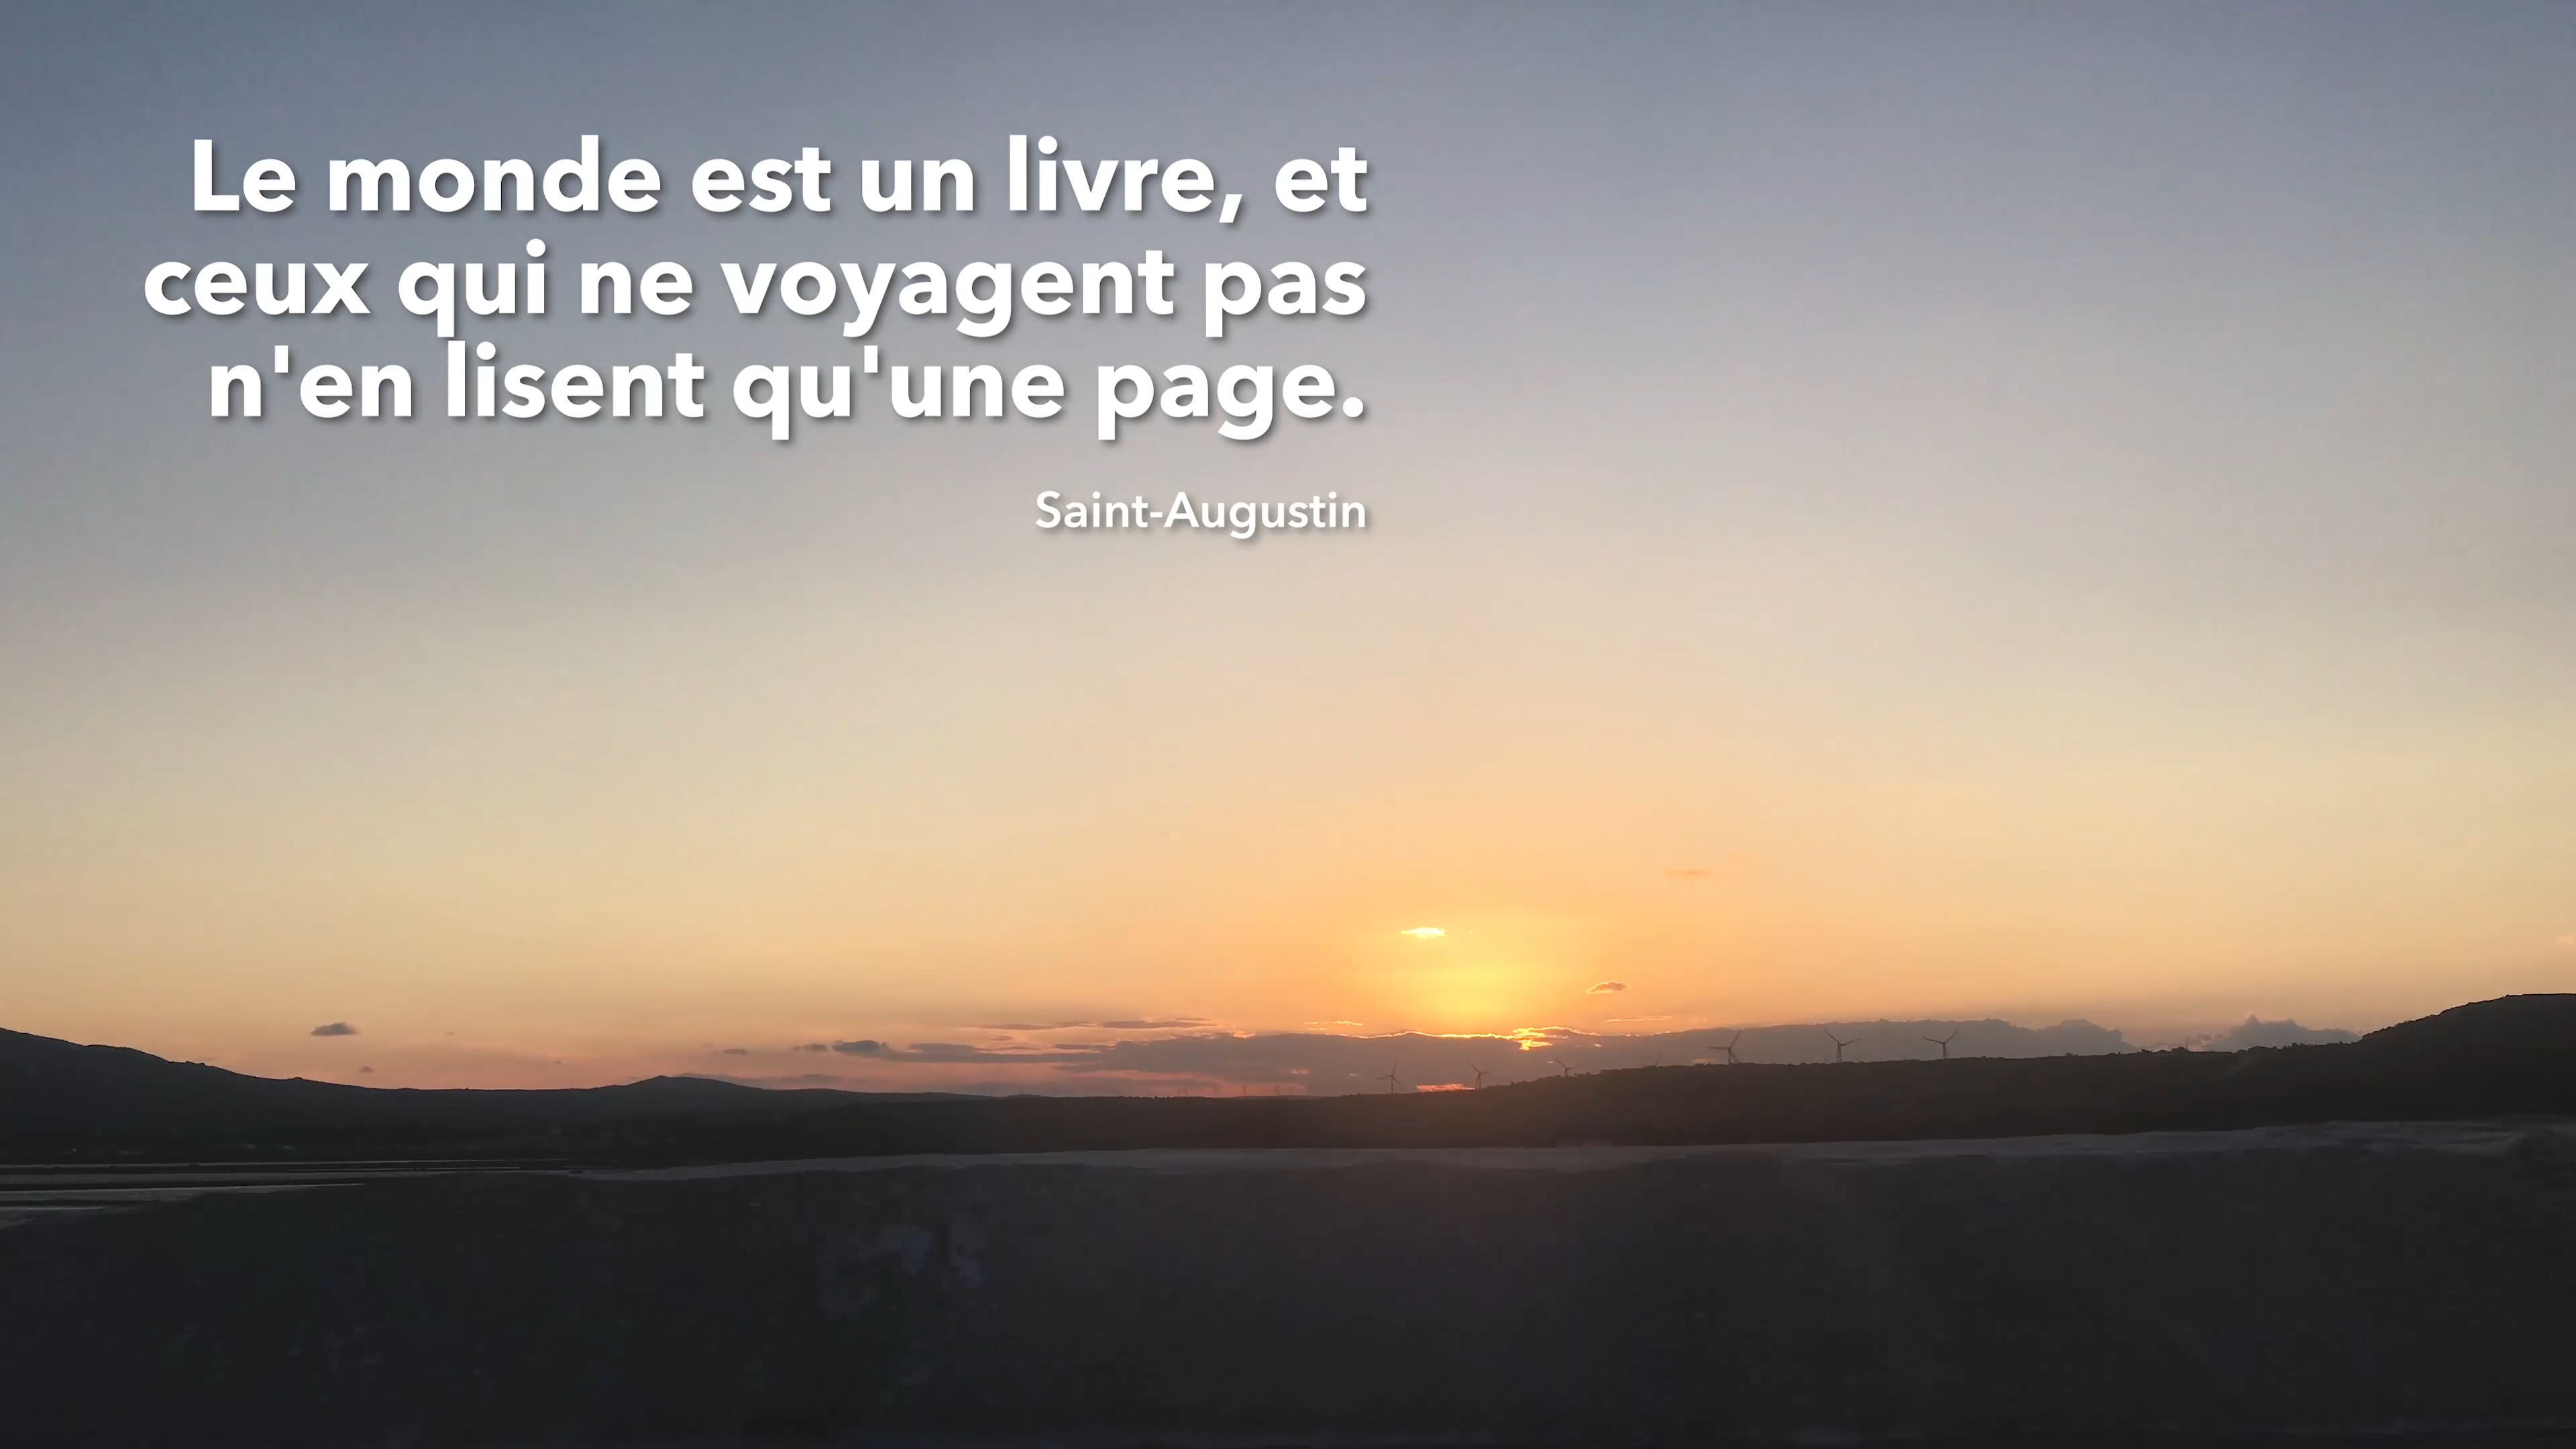 Le monde est un livre, et
ceux qui ne voyagent pas
n'en lisent qu'une page.
Saint-Augustin